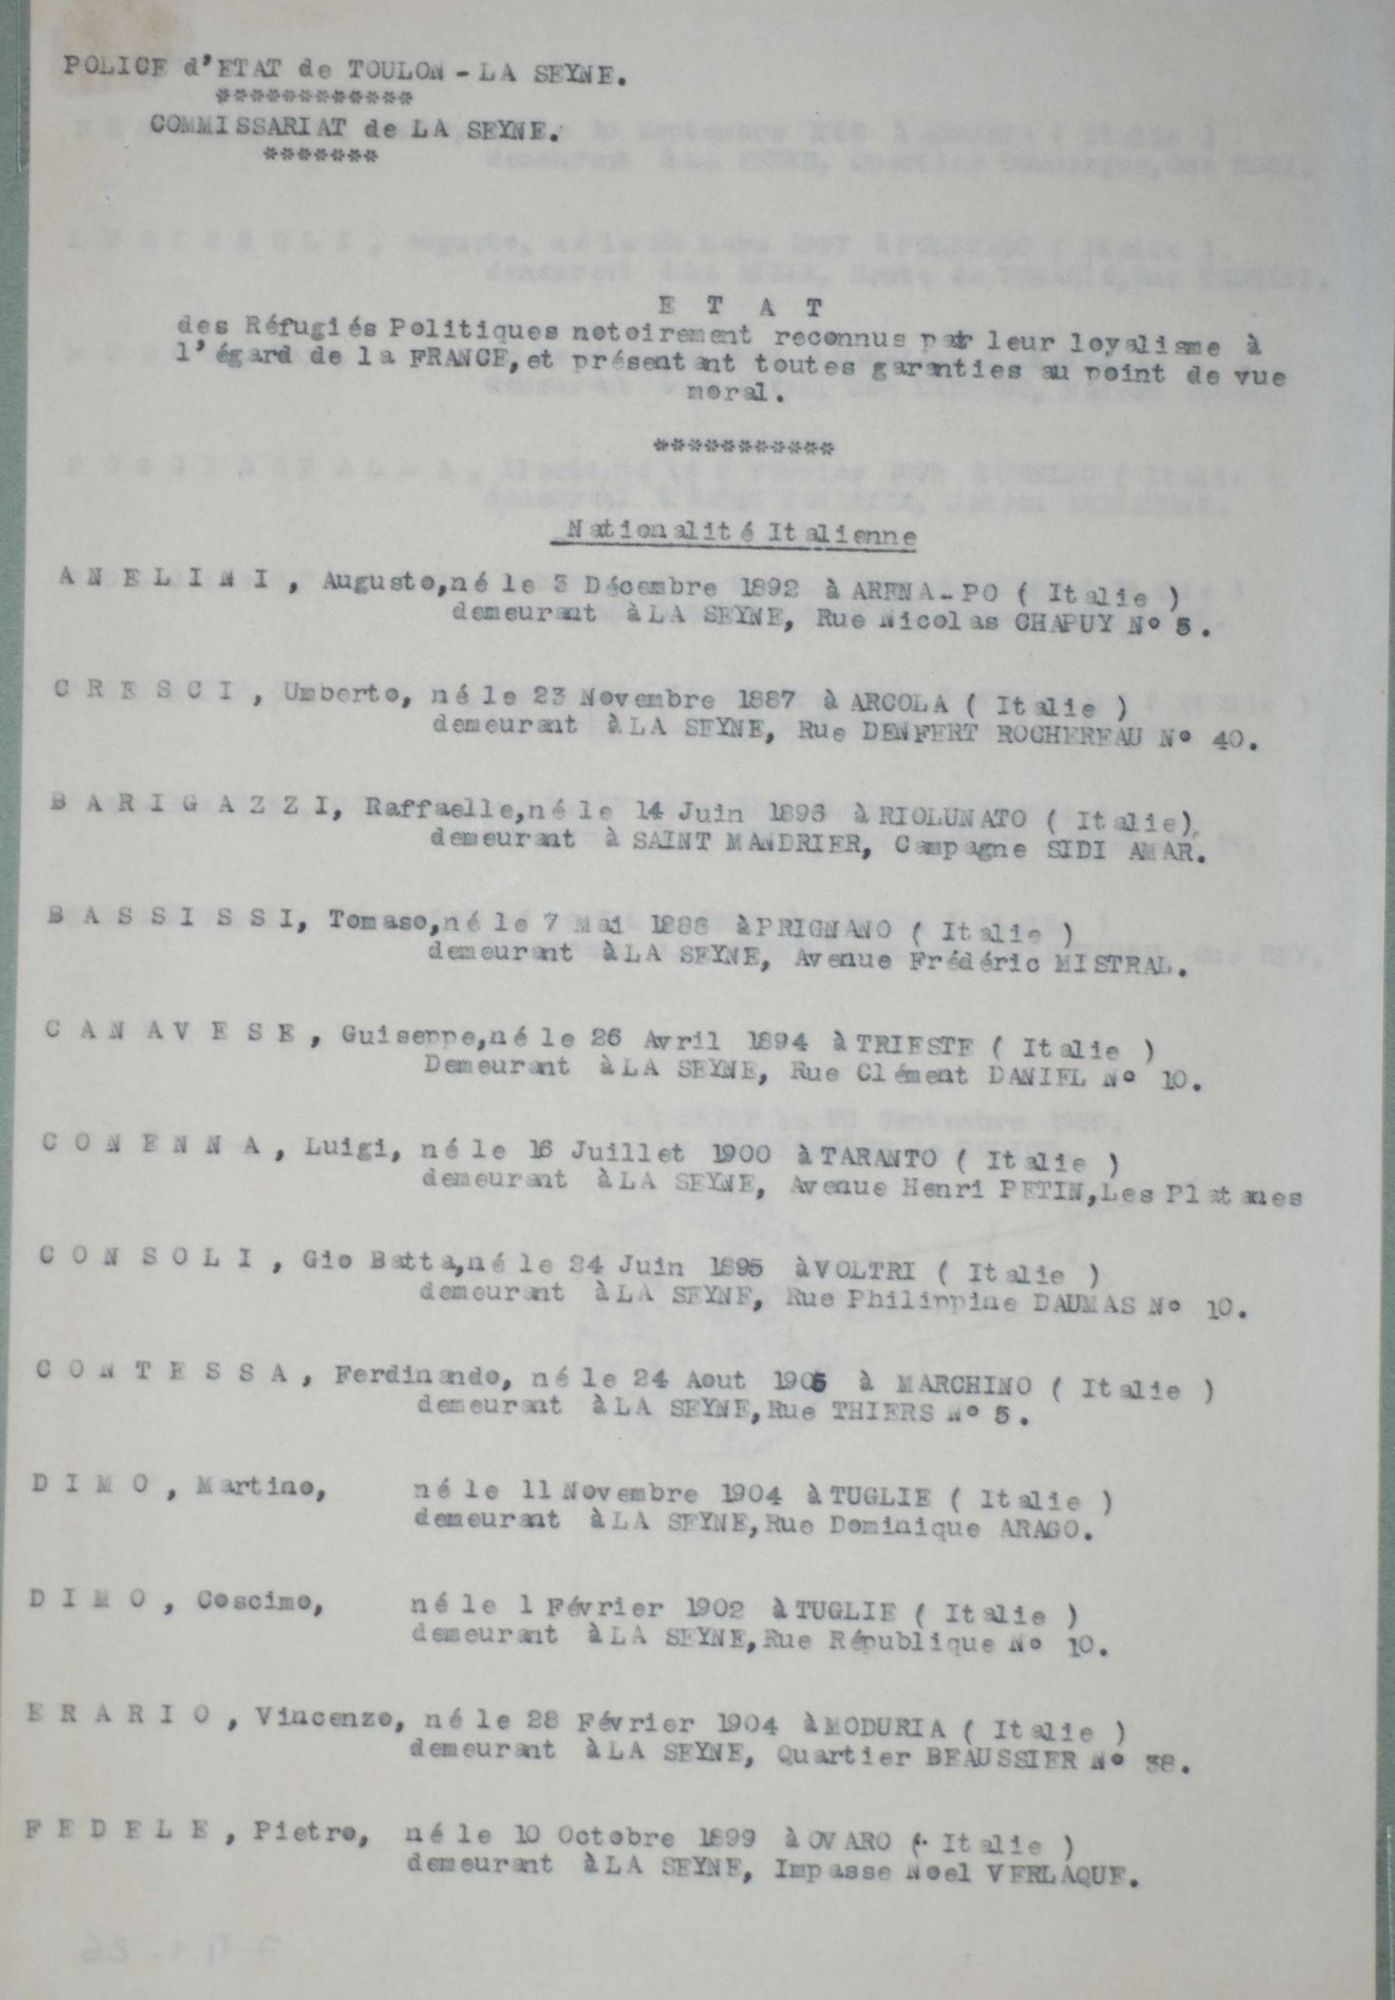 POLICE d'ETAT de TOULON - LA SEYNE.
************
COMMISSARIAT de LA SEYNE.
*******
E T A T
des Réfugiés Politiques notoirement reconnus par leur loyalisme à
l'égard de la FRANCE, et présentant toutes garanties au point de vue
moral.
***********
Nationalité Italienne
A N E L I N I , Augusto, né le 3 Décembre 1892 à ARENA-PO ( Italie )
demeurant à LA SEYNE, Rue Nicolas CHAPUY N° 5.
C R E S C I , Umberto, né le 23 Novembre 1887 à ARCOLA ( Italie )
demeurant à LA SEYNE, Rue DENFERT ROCHEREAU N° 40.
B A R I G A Z Z I, Raffaelle, né le 14 Juin 1896 à RIOLUNATO ( Italie)
demeurant à SAINT MANDRIER, Campagne SIDI AMAR.
B A S S I S S I, Tomaso, né le 7 Mai 1888 à PRIGNANO ( Italie )
demeurant à LA SEYNE, Avenue Frédéric MISTRAL.
C A N A V E S E , Guiseppe, né le 26 Avril 1894 à TRIESTE ( Italie )
Demeurant à LA SEYNE, Rue Clément DANIEL N° 10.
C O N E N N A , Luigi, né le 16 Juillet 1900 à TARANTO ( Italie )
demeurant à LA SEYNE, Avenue Henri PETIN, Les Platanes
C O N S O L I , Gio Batta, né le 24 Juin 1895 à VOLTRI ( Italie )
demeurant à LA SEYNE, Rue Philippine DAUMAS N° 10.
C O N T E S S A , Ferdinando, né le 24 Aout 1905 à MARCHINO ( Italie )
demeurant à LA SEYNE, Rue THIERS N° 5.
D I M O , Martino, né le 11 Novembre 1904 à TUGLIE ( Italie )
demeurant à LA SEYNE, Rue Dominique ARAGO.
D I M O , Coscimo, né le 1 Février 1902 à TUGLIE ( Italie )
demeurant à LA SEYNE, Rue République N° 10.
E R A R I O , Vincenzo, né le 28 Février 1904 à MODURIA ( Italie )
demeurant à LA SEYNE, Quartier BEAUSSIER N° 38.
F E D E L E , Pietro, né le 10 Octobre 1899 à OVARO ( Italie )
demeurant à LA SEYNE, Impasse Noel VERLAQUE.